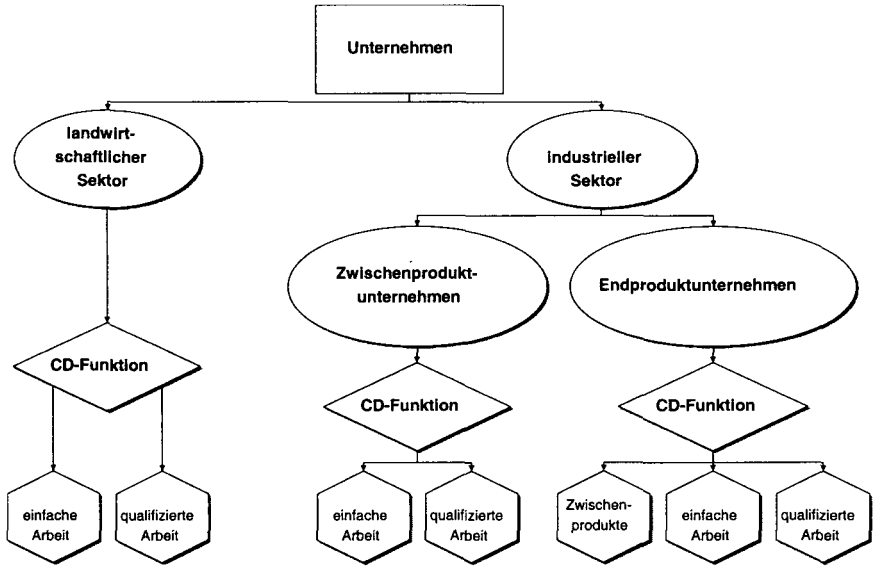 Unternehmen
landwirt-
schaftlicher
Sektor
industrieller
Sektor
Zwischenprodukt-
unternehmen
Endproduktunternehmen
CD-Funktion
CD-Funktion
CD-Funktion
einfache
Arbeit
qualifizierte
Arbeit
einfache
Arbeit
qualifizierte
Arbeit
Zwischen-
produkte
einfache
Arbeit
qualifizierte
Arbeit